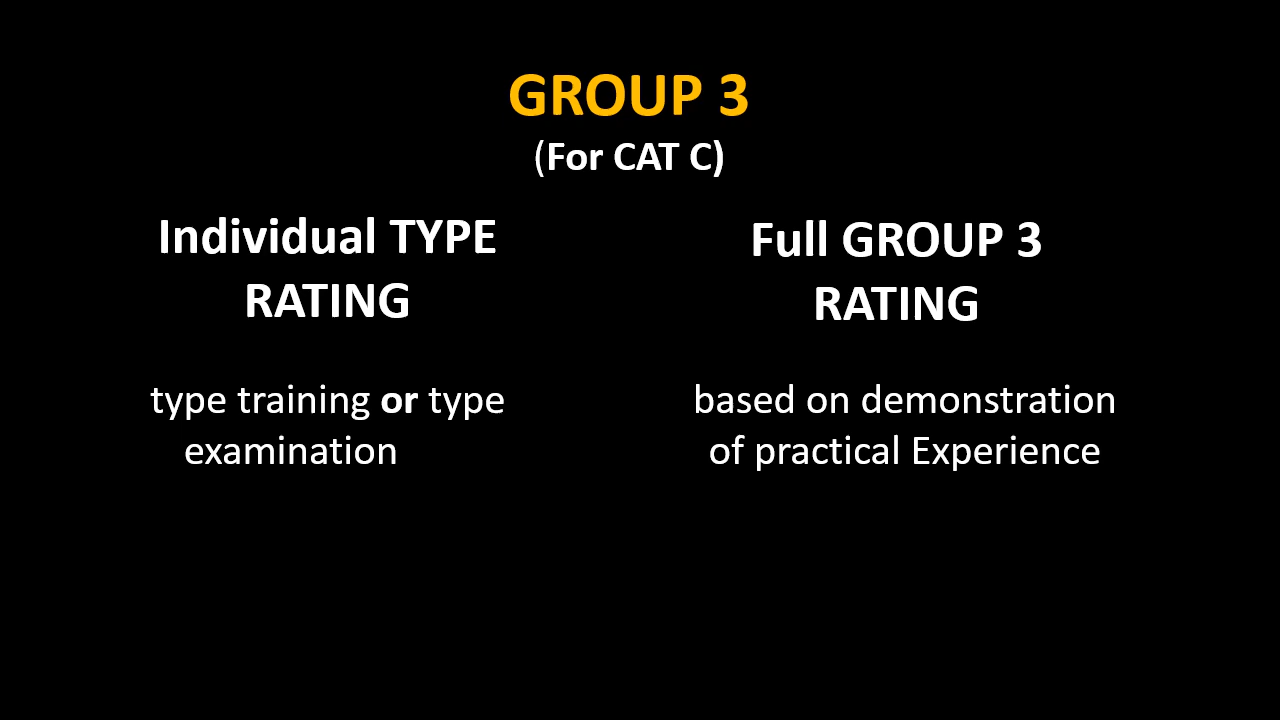 GROUP 3
(For CAT C)
Individual TYPE
RATING
type training or type
examination
Full GROUP 3
RATING
based on demonstration
of practical Experience